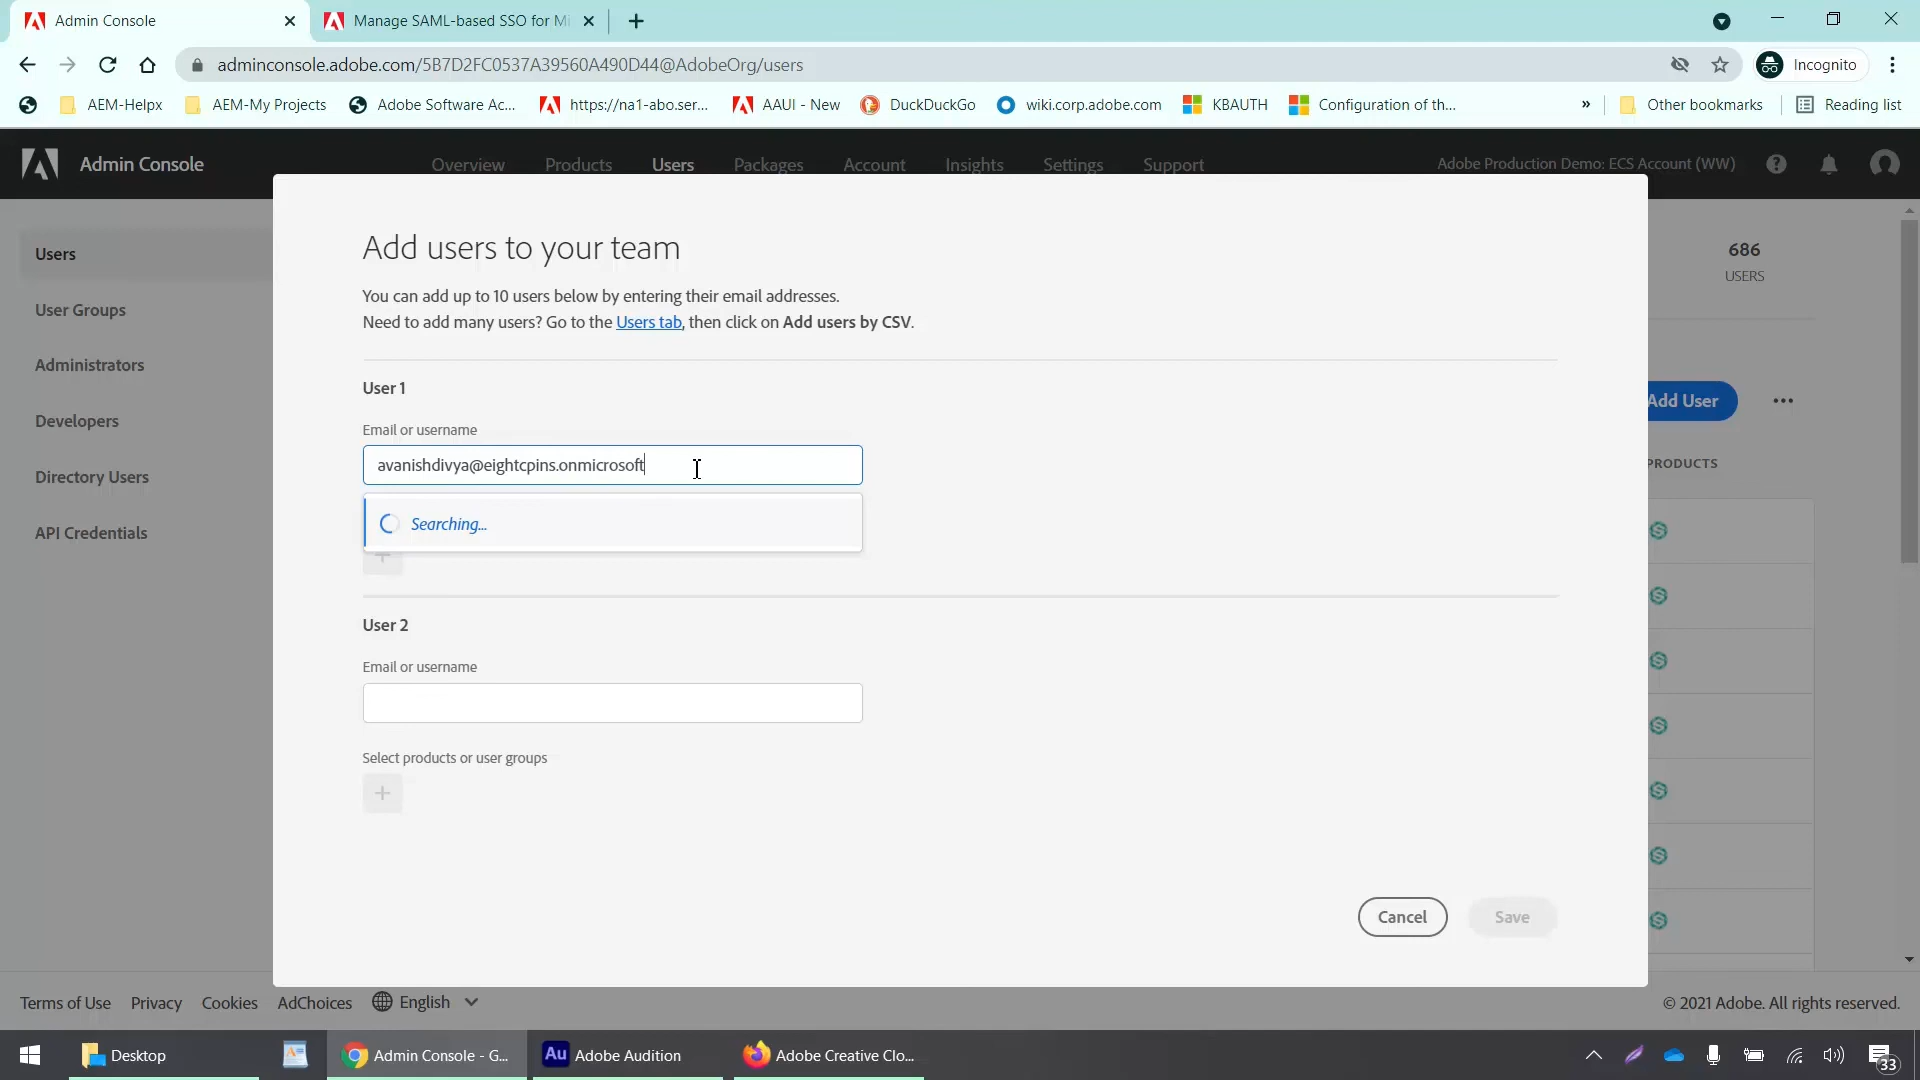 Admin Console
Manage SAML-based SSO for Mi
adminconsole.adobe.com/5B7D2FC0537A39560A490D44@AdobeOrg/users
Incognito
AEM-Helpx
AEM-My Projects
Adobe Software Ac...
https://na1-abo.ser...
AAUI - New
DuckDuckGo
wiki.corp.adobe.com
KBAUTH
Configuration of th...
»
Other bookmarks
Reading list
Admin Console
Overview
Products
Users
Packages
Account
Insights
Settings
Support
Adobe Production Demo: ECS Account (WW)
Users
User Groups
Administrators
Developers
Directory Users
API Credentials
686
USERS
Add User
PRODUCTS
Add users to your team
You can add up to 10 users below by entering their email addresses.
Need to add many users? Go to the Users tab, then click on Add users by CSV.
User 1
Email or username
avanishdivya@eightcpins.onmicrosoft
Searching...
User 2
Email or username
Select products or user groups
Cancel
Save
Terms of Use
Privacy
Cookies
AdChoices
English
© 2021 Adobe. All rights reserved.
Desktop
Admin Console - G...
Au
Adobe Audition
Adobe Creative Clo...
33